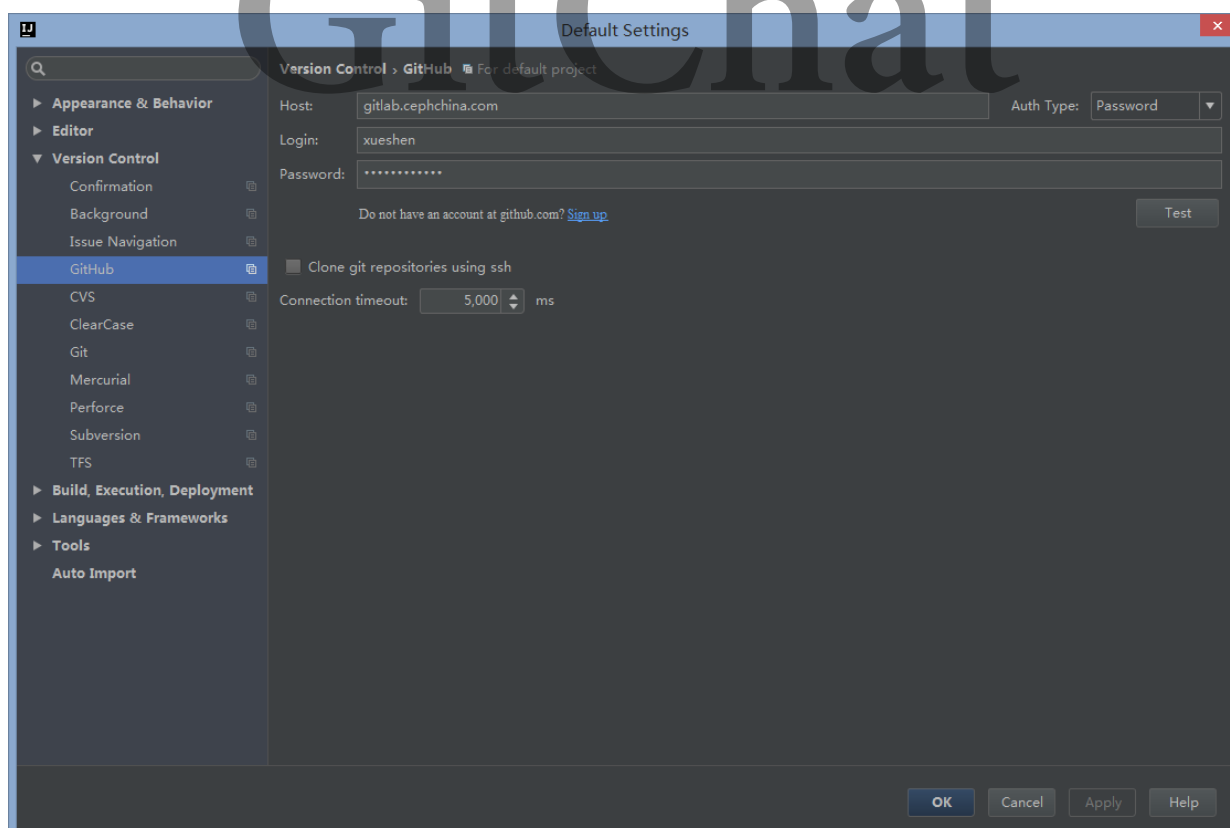 GitChat
Default Settings
Version Control › GitHub For default project
Appearance & Behavior
Editor
Version Control
Confirmation
Background
Issue Navigation
GitHub
CVS
ClearCase
Git
Mercurial
Perforce
Subversion
TFS
Build, Execution, Deployment
Languages & Frameworks
Tools
Auto Import
Host: gitlab.cephchina.com Auth Type: Password
Login: xueshen
Password: ••••••••••••
Do not have an account at github.com? Sign up
Test
Clone git repositories using ssh
Connection timeout: 5,000 ms
OK Cancel Apply Help